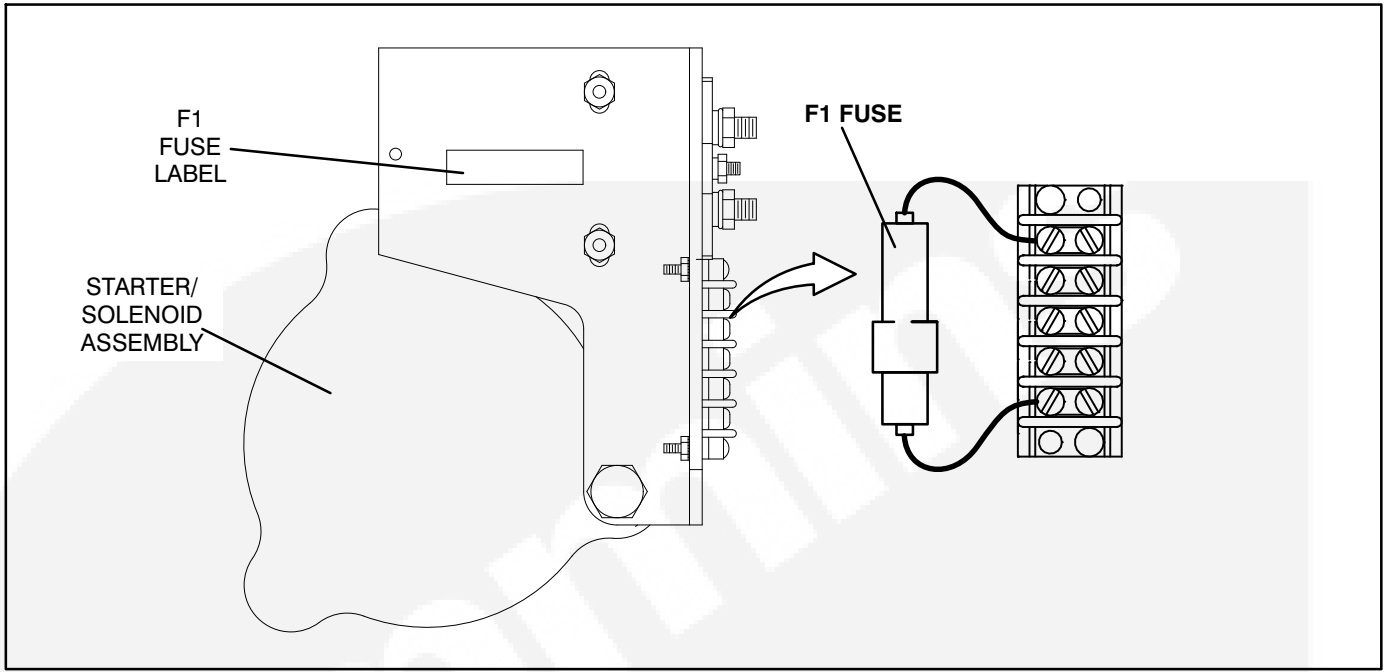 F1
FUSE
LABEL
STARTER/
SOLENOID
ASSEMBLY
F1 FUSE